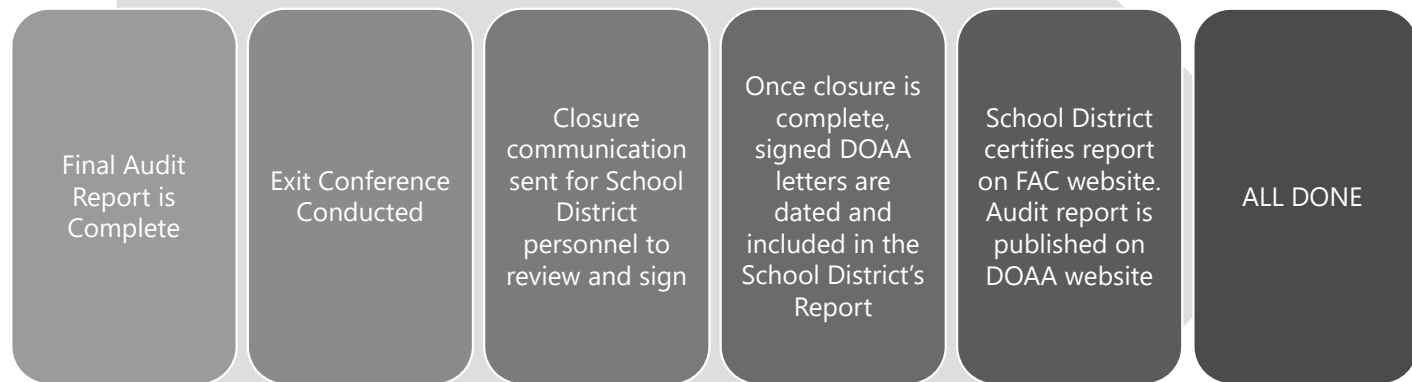 Final Audit
Report is
Complete
Exit Conference
Conducted
Closure
communication
sent for School
District
personnel to
review and sign
Once closure is
complete,
signed DOAA
letters are
dated and
included in the
School District’s
Report
School District
certifies report
on FAC website.
Audit report is
published on
DOAA website
ALL DONE